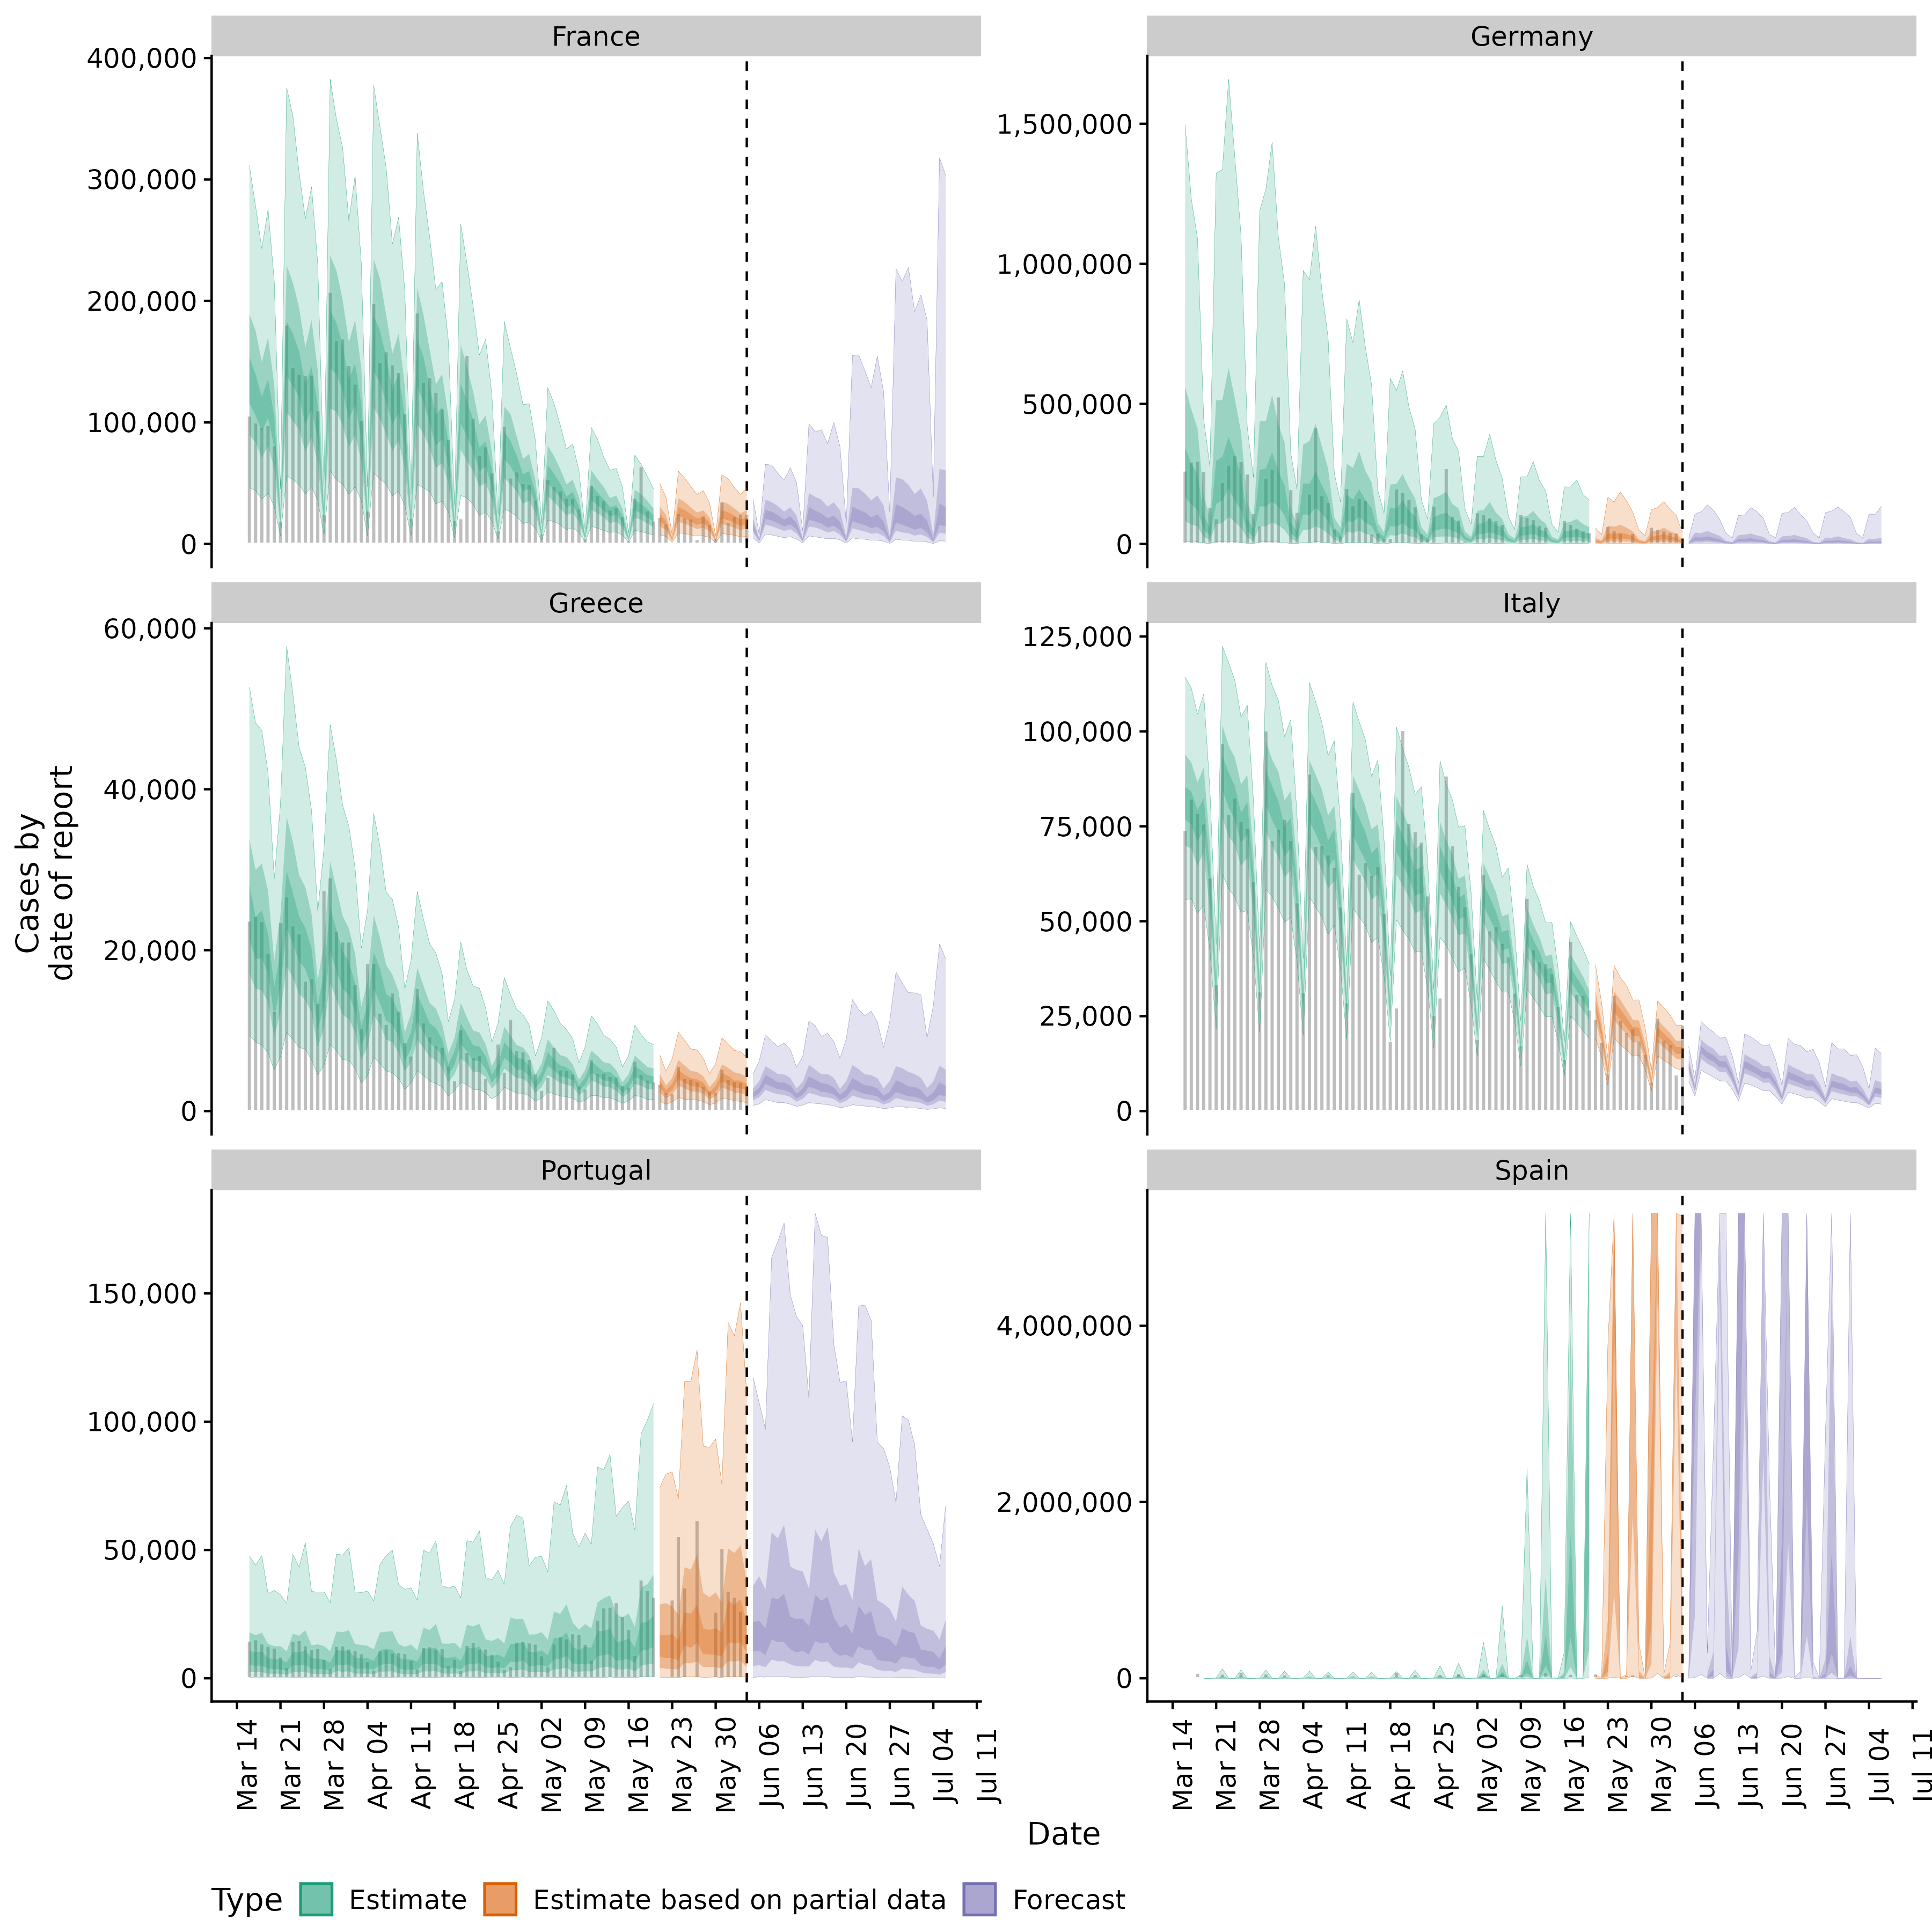 France
Germany
400,000
300,000
200,000
100,000
0
1,500,000
1,000,000
500,000
0
Greece
Italy
60,000
40,000
20,000
0
125,000
100,000
75,000
50,000
25,000
0
Cases by
date of report
Portugal
Spain
150,000
100,000
50,000
0
4,000,000
2,000,000
0
Mar 14
Mar 21
Mar 28
Apr 04
Apr 11
Apr 18
Apr 25
May 02
May 09
May 16
May 23
May 30
Jun 06
Jun 13
Jun 20
Jun 27
Jul 04
Jul 11
Mar 14
Mar 21
Mar 28
Apr 04
Apr 11
Apr 18
Apr 25
May 02
May 09
May 16
May 23
May 30
Jun 06
Jun 13
Jun 20
Jun 27
Jul 04
Jul 11
Date
Type Estimate Estimate based on partial data Forecast